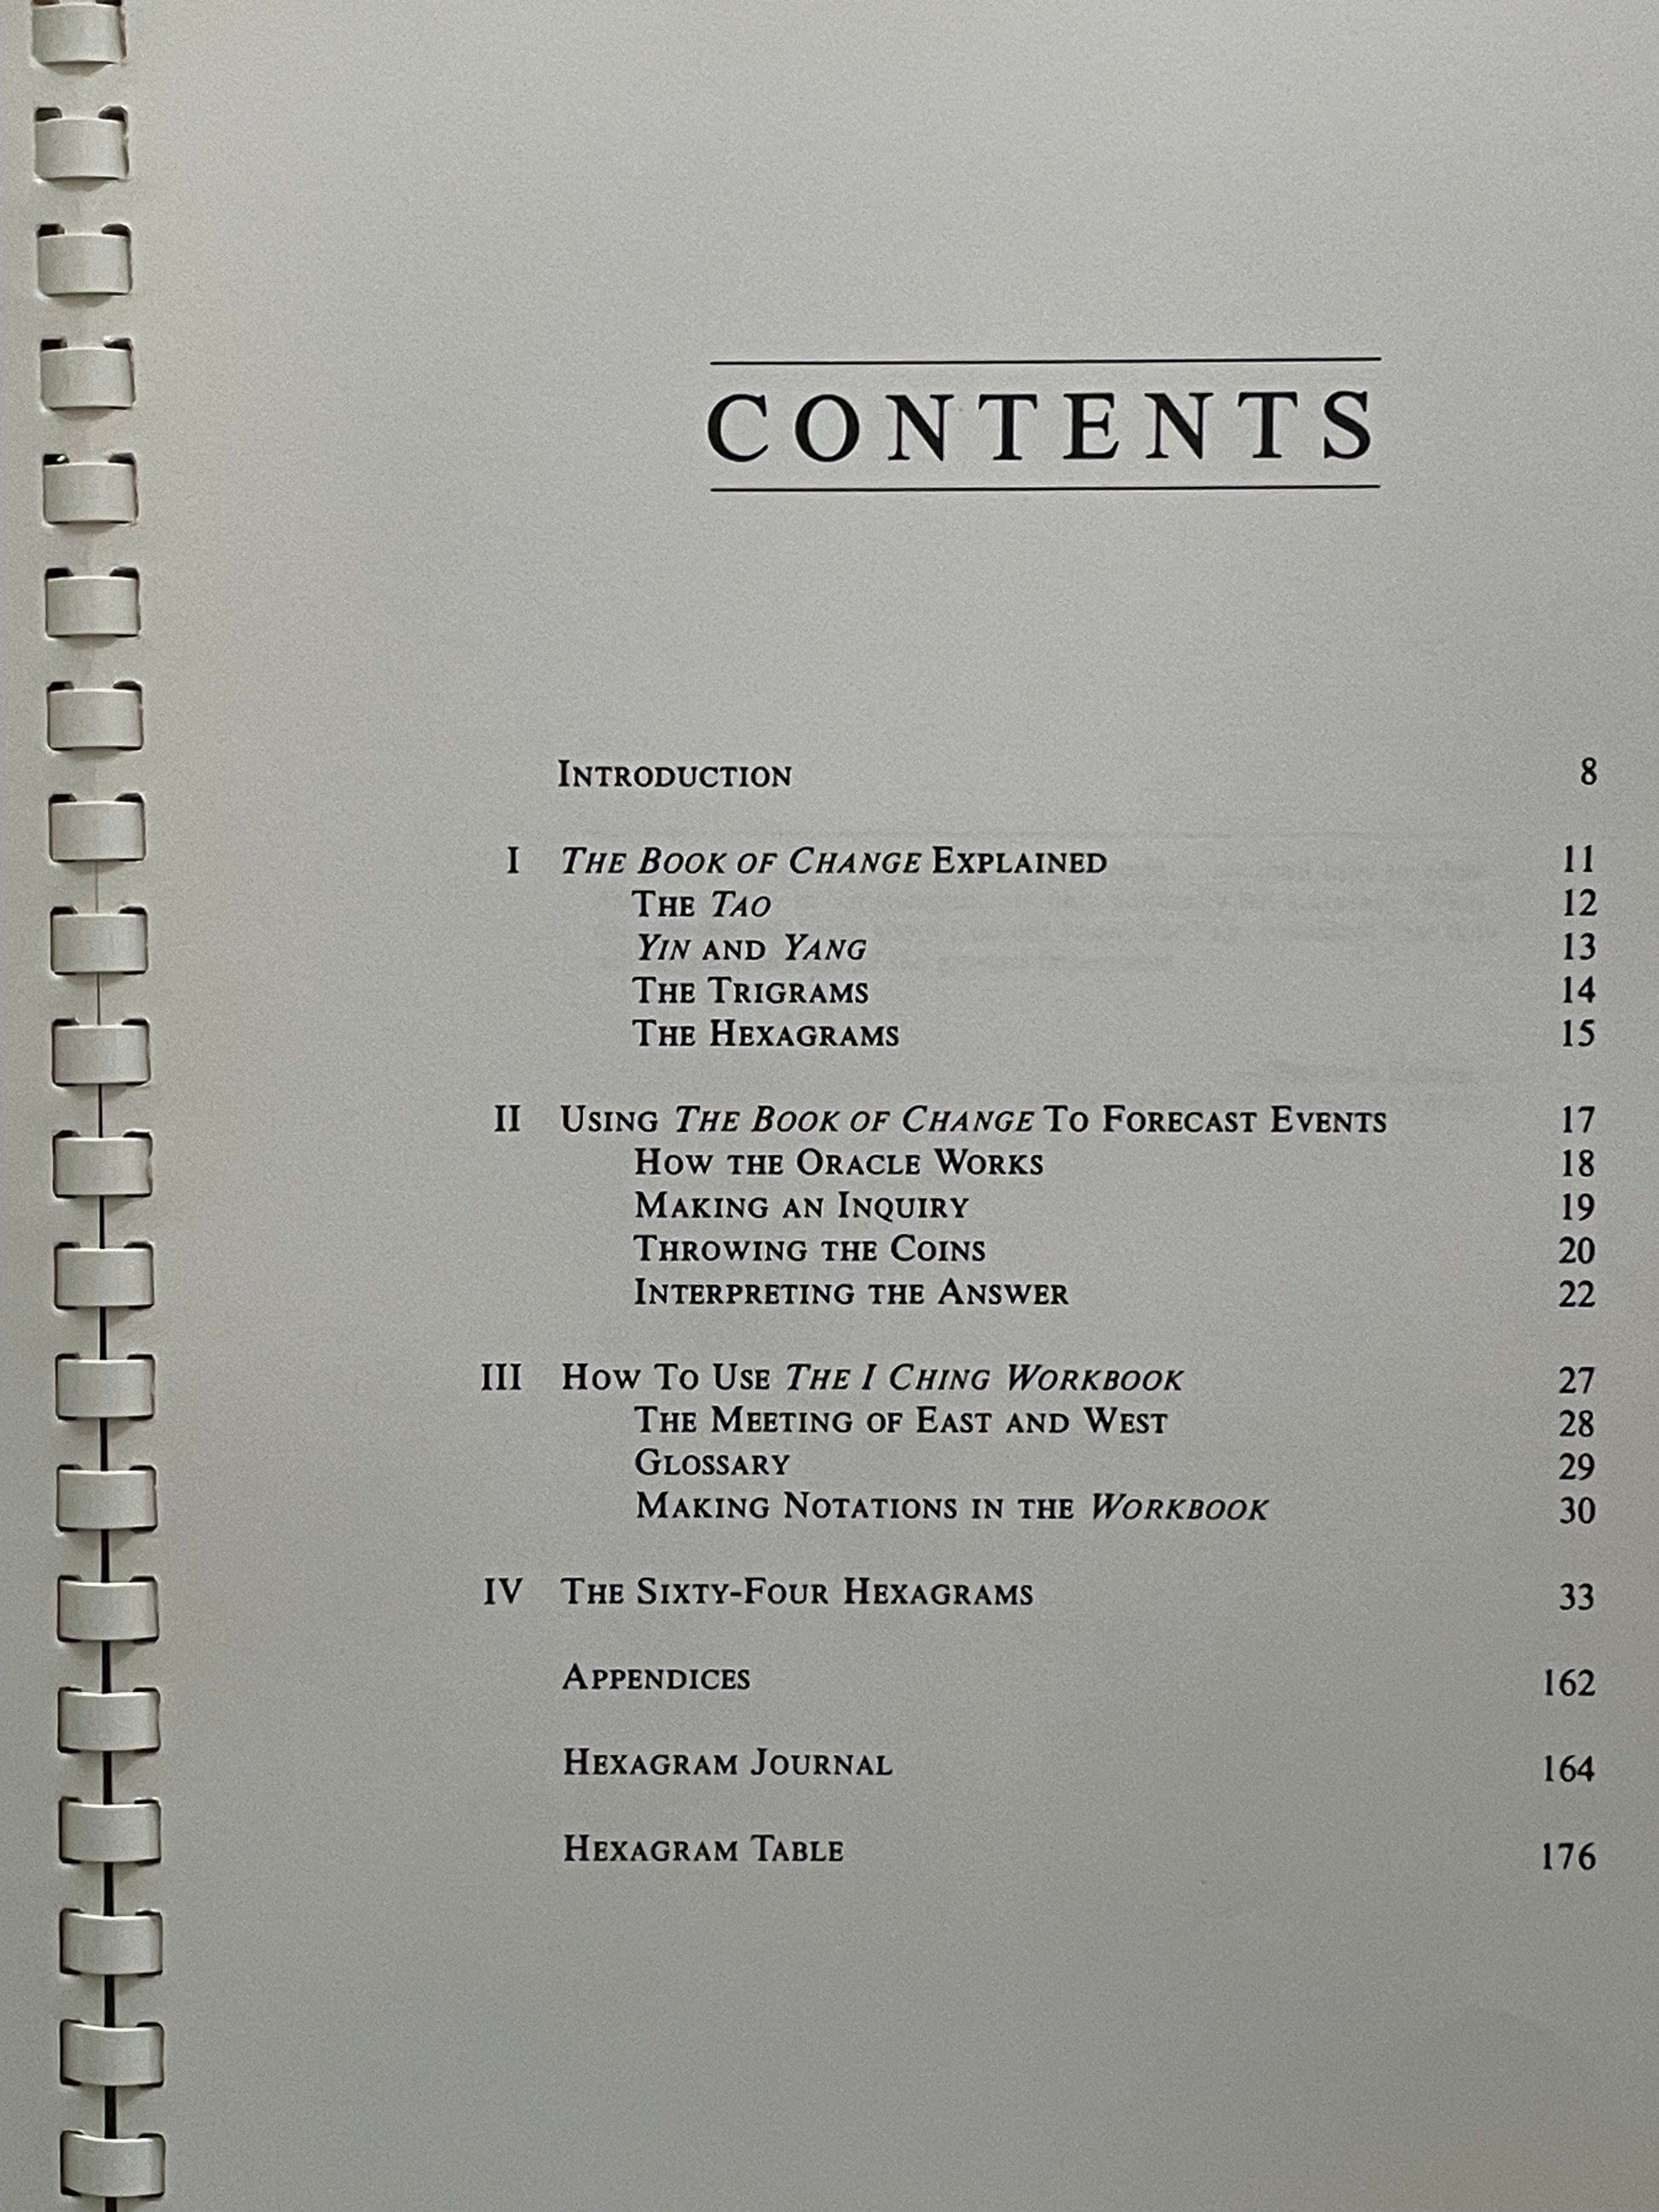 CONTENTS
INTRODUCTION 8
I THE BOOK OF CHANGE EXPLAINED 11
THE TAO 12
YIN AND YANG 13
THE TRIGRAMS 14
THE HEXAGRAMS 15
II USING THE BOOK OF CHANGE TO FORECAST EVENTS 17
HOW THE ORACLE WORKS 18
MAKING AN INQUIRY 19
THROWING THE COINS 20
INTERPRETING THE ANSWER 22
III HOW TO USE THE I CHING WORKBOOK 27
THE MEETING OF EAST AND WEST 28
GLOSSARY 29
MAKING NOTATIONS IN THE WORKBOOK 30
IV THE SIXTY-FOUR HEXAGRAMS 33
APPENDICES 162
HEXAGRAM JOURNAL 164
HEXAGRAM TABLE 176